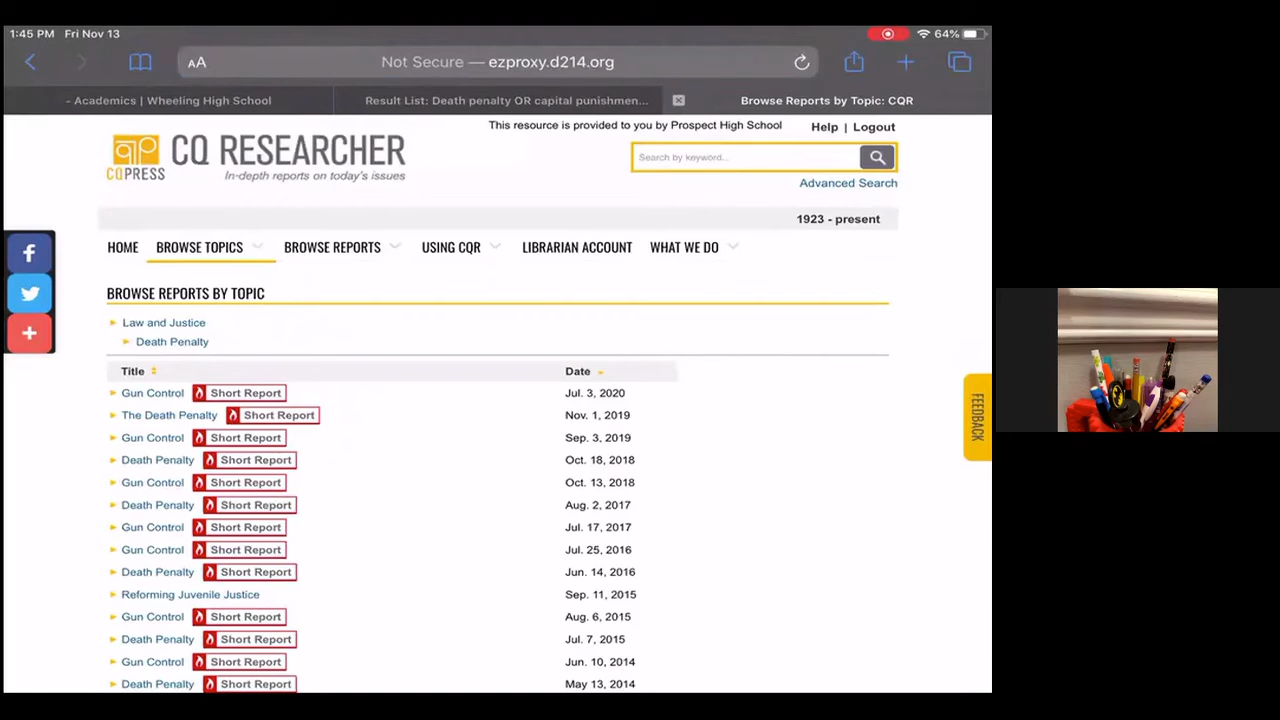 1:45 PM Fri Nov 13 64%
AA Not Secure — ezproxy.d214.org
- Academics | Wheeling High School Result List: Death penalty OR capital punishmen... Browse Reports by Topic: CQR
This resource is provided to you by Prospect High School Help | Logout
CQPRESS CQ RESEARCHER
In-depth reports on today's issues
Search by keyword...
Advanced Search
1923 - present
HOME BROWSE TOPICS BROWSE REPORTS USING CQR LIBRARIAN ACCOUNT WHAT WE DO
BROWSE REPORTS BY TOPIC
Law and Justice
Death Penalty
Title Date
Gun Control Short Report Jul. 3, 2020
The Death Penalty Short Report Nov. 1, 2019
Gun Control Short Report Sep. 3, 2019
Death Penalty Short Report Oct. 18, 2018
Gun Control Short Report Oct. 13, 2018
Death Penalty Short Report Aug. 2, 2017
Gun Control Short Report Jul. 17, 2017
Gun Control Short Report Jul. 25, 2016
Death Penalty Short Report Jun. 14, 2016
Reforming Juvenile Justice Sep. 11, 2015
Gun Control Short Report Aug. 6, 2015
Death Penalty Short Report Jul. 7, 2015
Gun Control Short Report Jun. 10, 2014
Death Penalty Short Report May 13, 2014
FEEDBACK